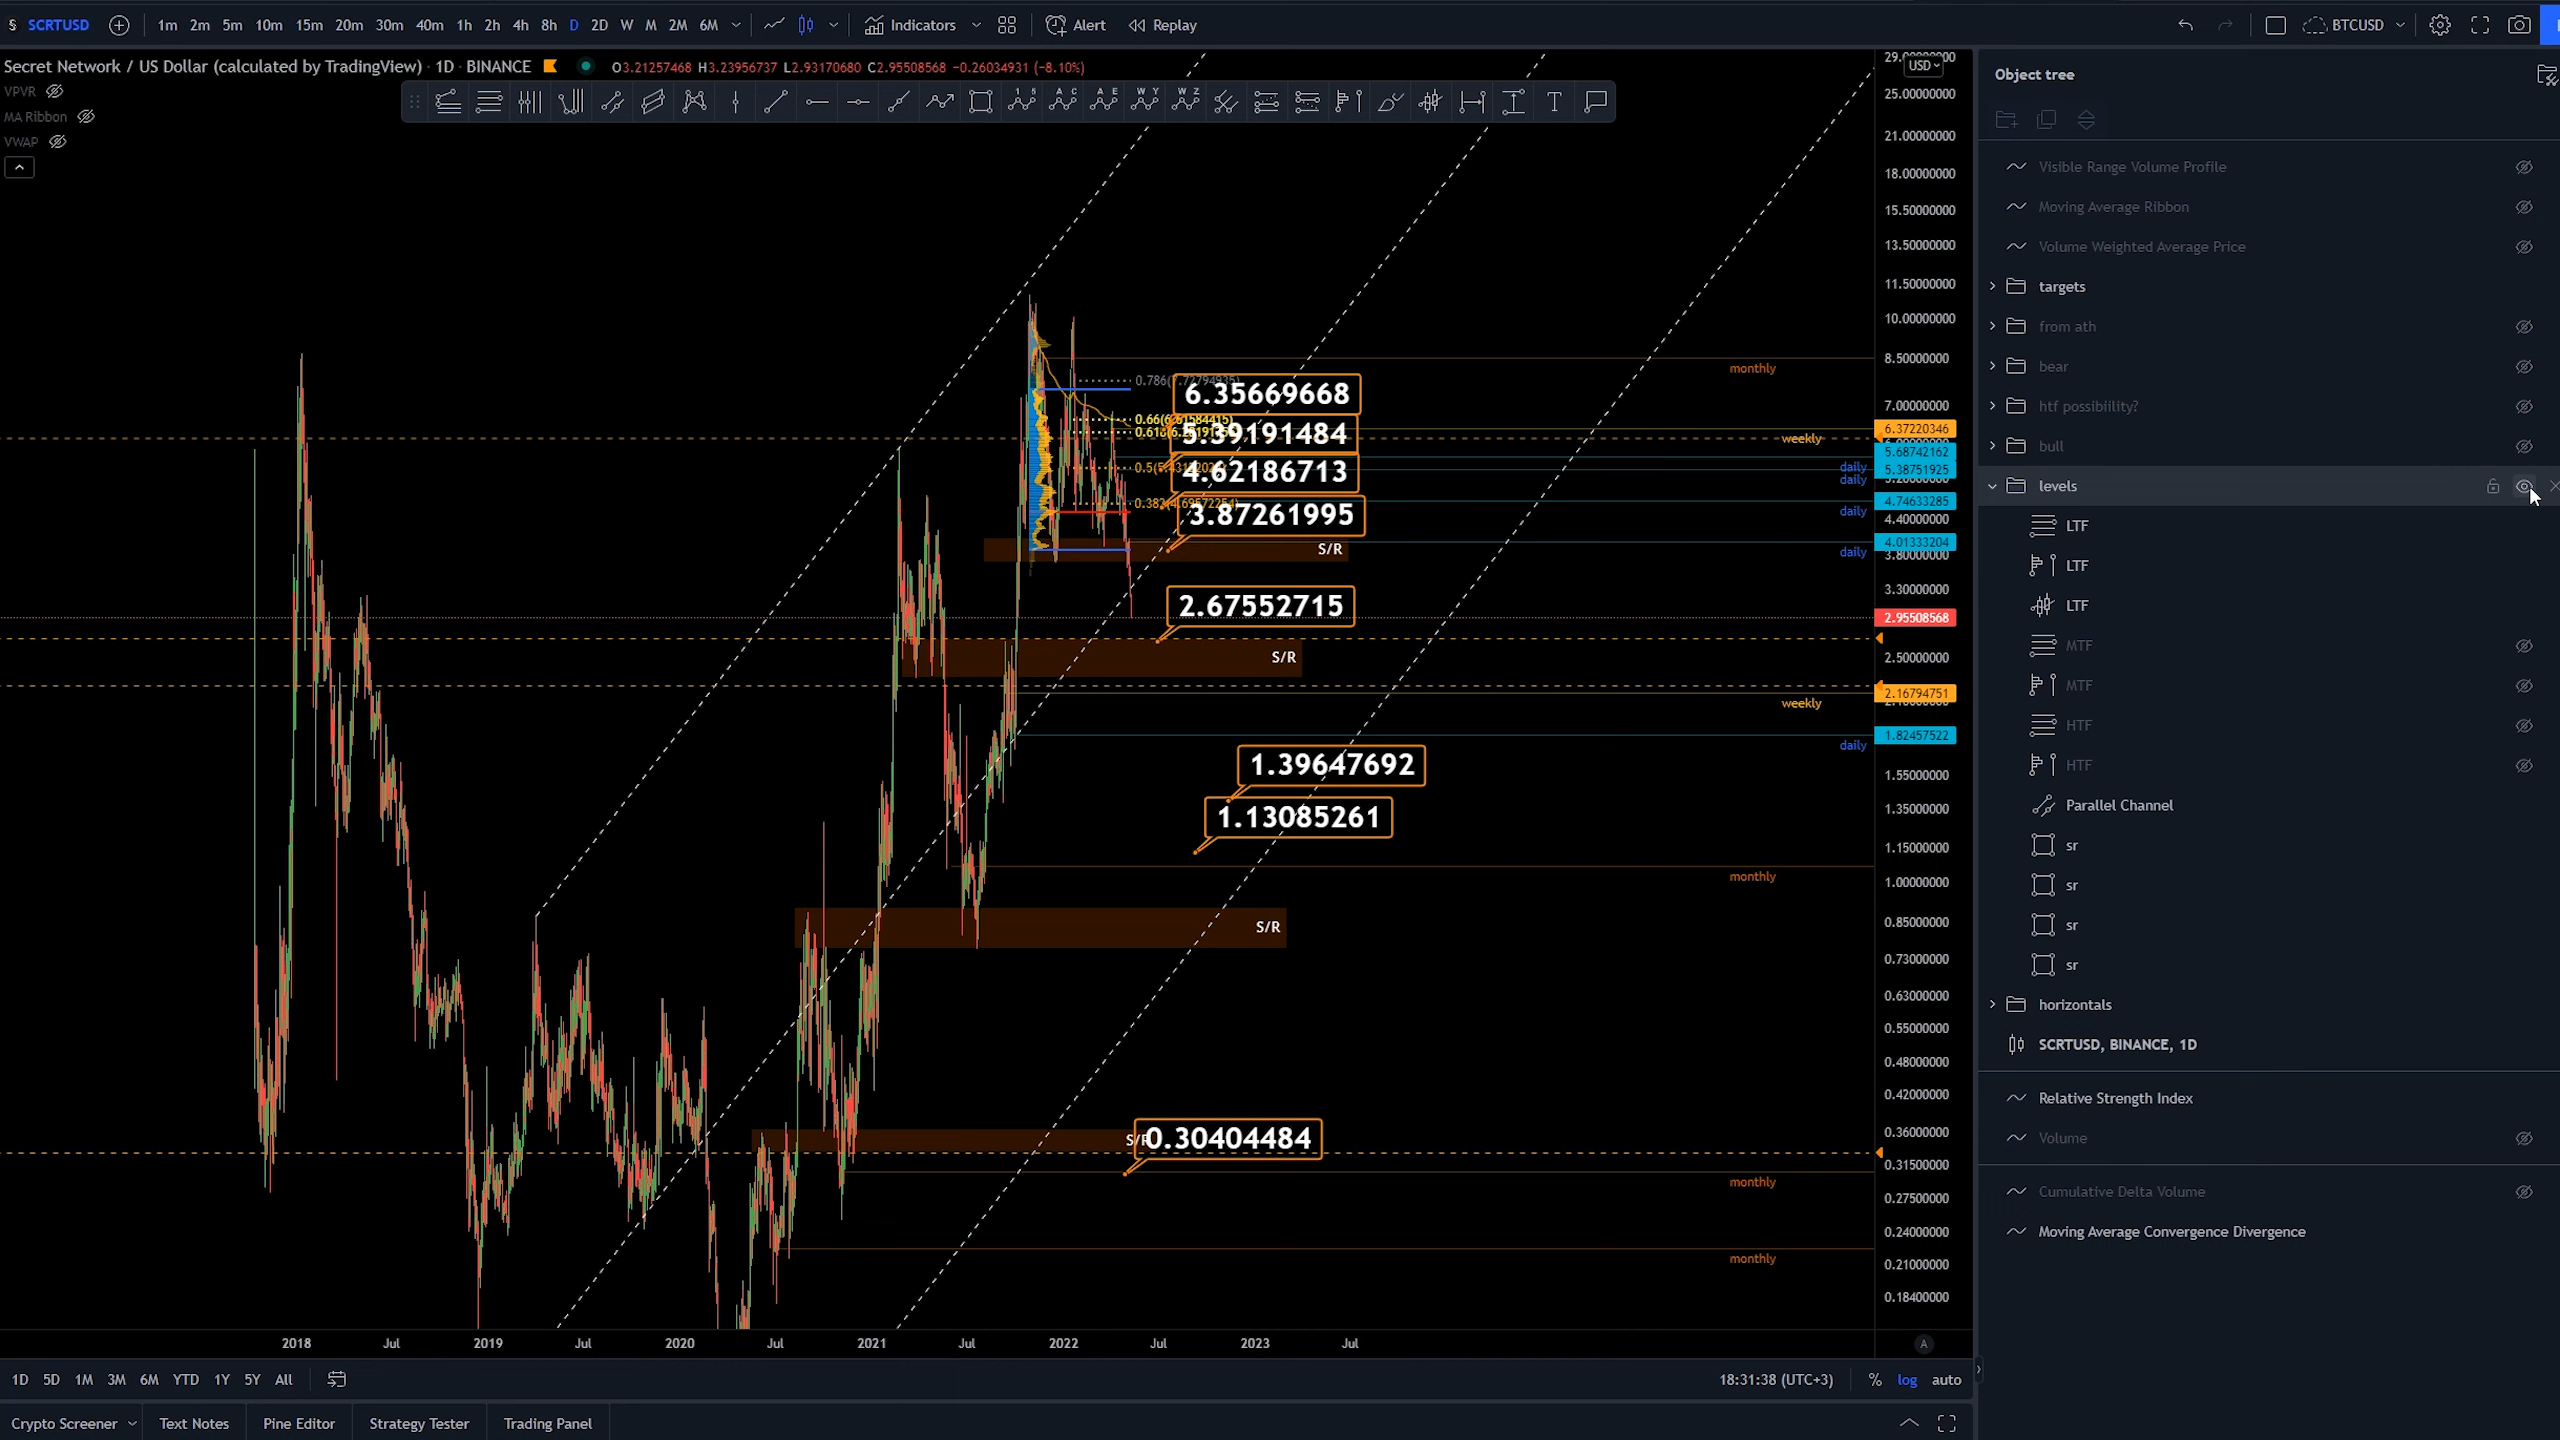 SCRTUSD 1m 2m 5m 10m 15m 20m 30m 40m 1h 2h 4h 8h D 2D W M 2M 6M Indicators Alert Replay BTCUSD
Secret Network / US Dollar (calculated by TradingView) · 1D · BINANCE O3.21257468 H3.23956737 L2.93170680 C2.95508568 -0.26034931 (-8.10%)
VPVR
MA Ribbon
VWAP
USD
25.00000000
21.00000000
18.00000000
15.50000000
13.50000000
11.50000000
10.00000000
8.50000000
monthly
7.00000000
6.35669668
6.37220346
weekly
5.39191484
5.68742162
5.38751925
daily
daily
4.62186713
4.74633285
daily
4.40000000
3.87261995
4.01333204
3.80000000
S/R
daily
3.30000000
2.67552715
2.95508568
S/R
2.50000000
2.16794751
weekly
1.82457522
daily
1.39647692
1.55000000
1.13085261
1.35000000
1.15000000
monthly
1.00000000
0.85000000
S/R
0.73000000
0.63000000
0.55000000
0.48000000
0.42000000
0.36000000
0.30404484
0.31500000
monthly
0.27500000
0.24000000
monthly
0.21000000
0.18400000
2018 Jul 2019 Jul 2020 Jul 2021 Jul 2022 Jul 2023 Jul A
1D 5D 1M 3M 6M YTD 1Y 5Y All 18:31:38 (UTC+3) % log auto
Crypto Screener Text Notes Pine Editor Strategy Tester Trading Panel
Object tree
Visible Range Volume Profile
Moving Average Ribbon
Volume Weighted Average Price
targets
from ath
bear
htf possibiility?
bull
levels
LTF
LTF
LTF
MTF
MTF
HTF
HTF
Parallel Channel
sr
sr
sr
sr
horizontals
SCRTUSD, BINANCE, 1D
Relative Strength Index
Volume
Cumulative Delta Volume
Moving Average Convergence Divergence